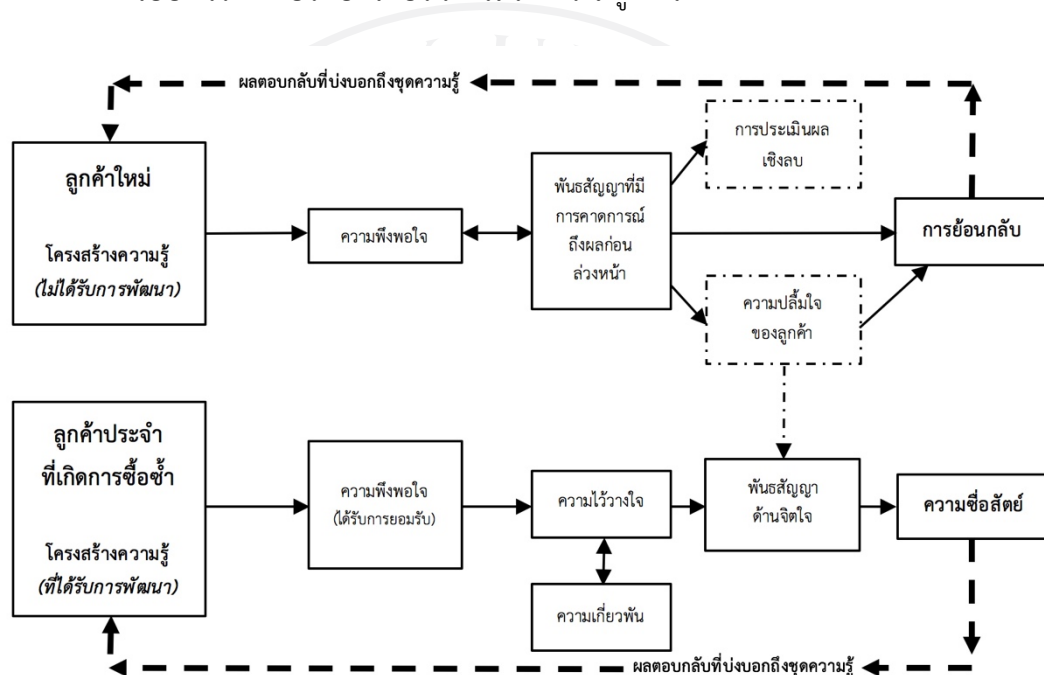 ผลตอบกลับที่บ่งบอกถึงชุดความรู้
ลูกค้าใหม่
โครงสร้างความรู้
(ไม่ได้รับการพัฒนา)
ความพึงพอใจ
พันธสัญญาที่มี
การคาดการณ์
ถึงผลก่อน
ล่วงหน้า
การประเมินผล
เชิงลบ
ความปลื้มใจ
ของลูกค้า
การย้อนกลับ
ลูกค้าประจำ
ที่เกิดการซื้อซ้ำ
โครงสร้างความรู้
(ที่ได้รับการพัฒนา)
ความพึงพอใจ
(ได้รับการยอมรับ)
ความไว้วางใจ
ความเกี่ยวพัน
พันธสัญญา
ด้านจิตใจ
ความซื่อสัตย์
ผลตอบกลับที่บ่งบอกถึงชุดความรู้